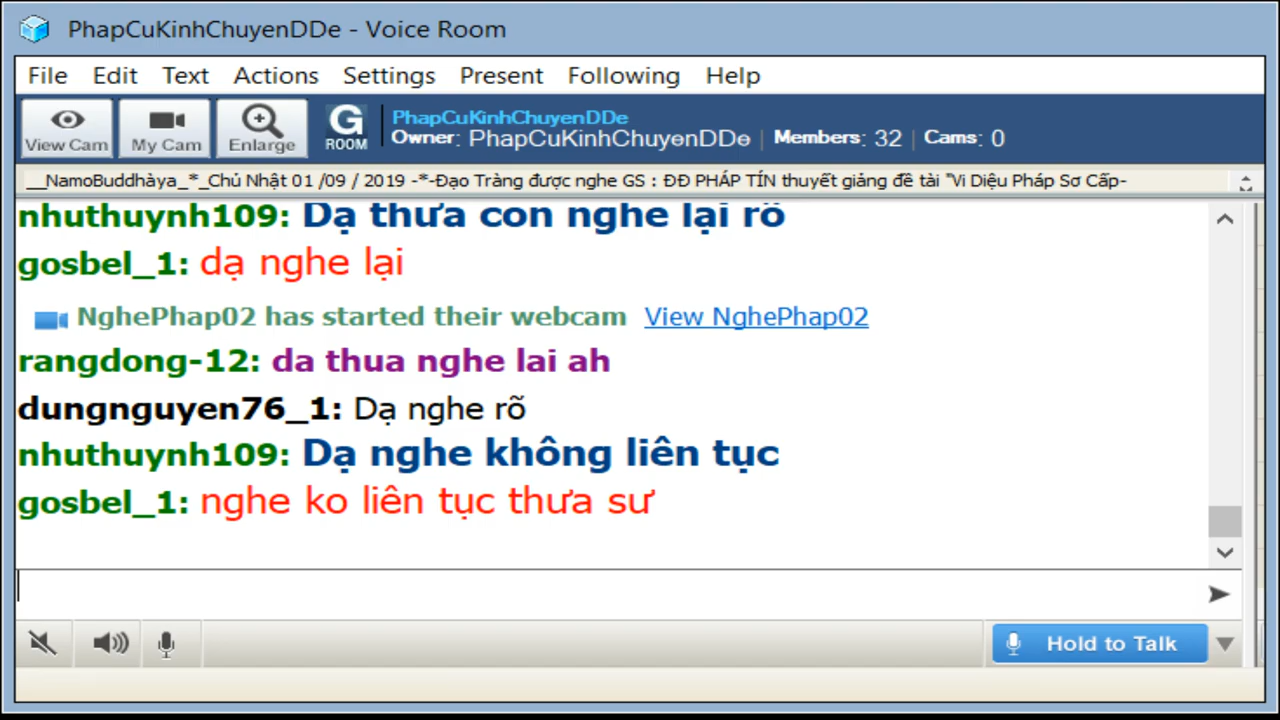 PhapCuKinhChuyenDDe - Voice Room
File Edit Text Actions Settings Present Following Help
View Cam My Cam Enlarge G ROOM
PhapCuKinhChuyenDDe
Owner: PhapCuKinhChuyenDDe | Members: 32 | Cams: 0
__NamoBuddhàya_*_Chủ Nhật 01 /09 / 2019 -*-Đạo Tràng được nghe GS : ĐĐ PHÁP TÍN thuyết giảng đề tài "Vi Diệu Pháp Sơ Cấp-
nhuthuynh109: Dạ thưa con nghe lại rõ
gosbel_1: dạ nghe lại
NghePhap02 has started their webcam View NghePhap02
rangdong-12: da thua nghe lai ah
dungnguyen76_1: Dạ nghe rõ
nhuthuynh109: Dạ nghe không liên tục
gosbel_1: nghe ko liên tục thưa sư
Hold to Talk